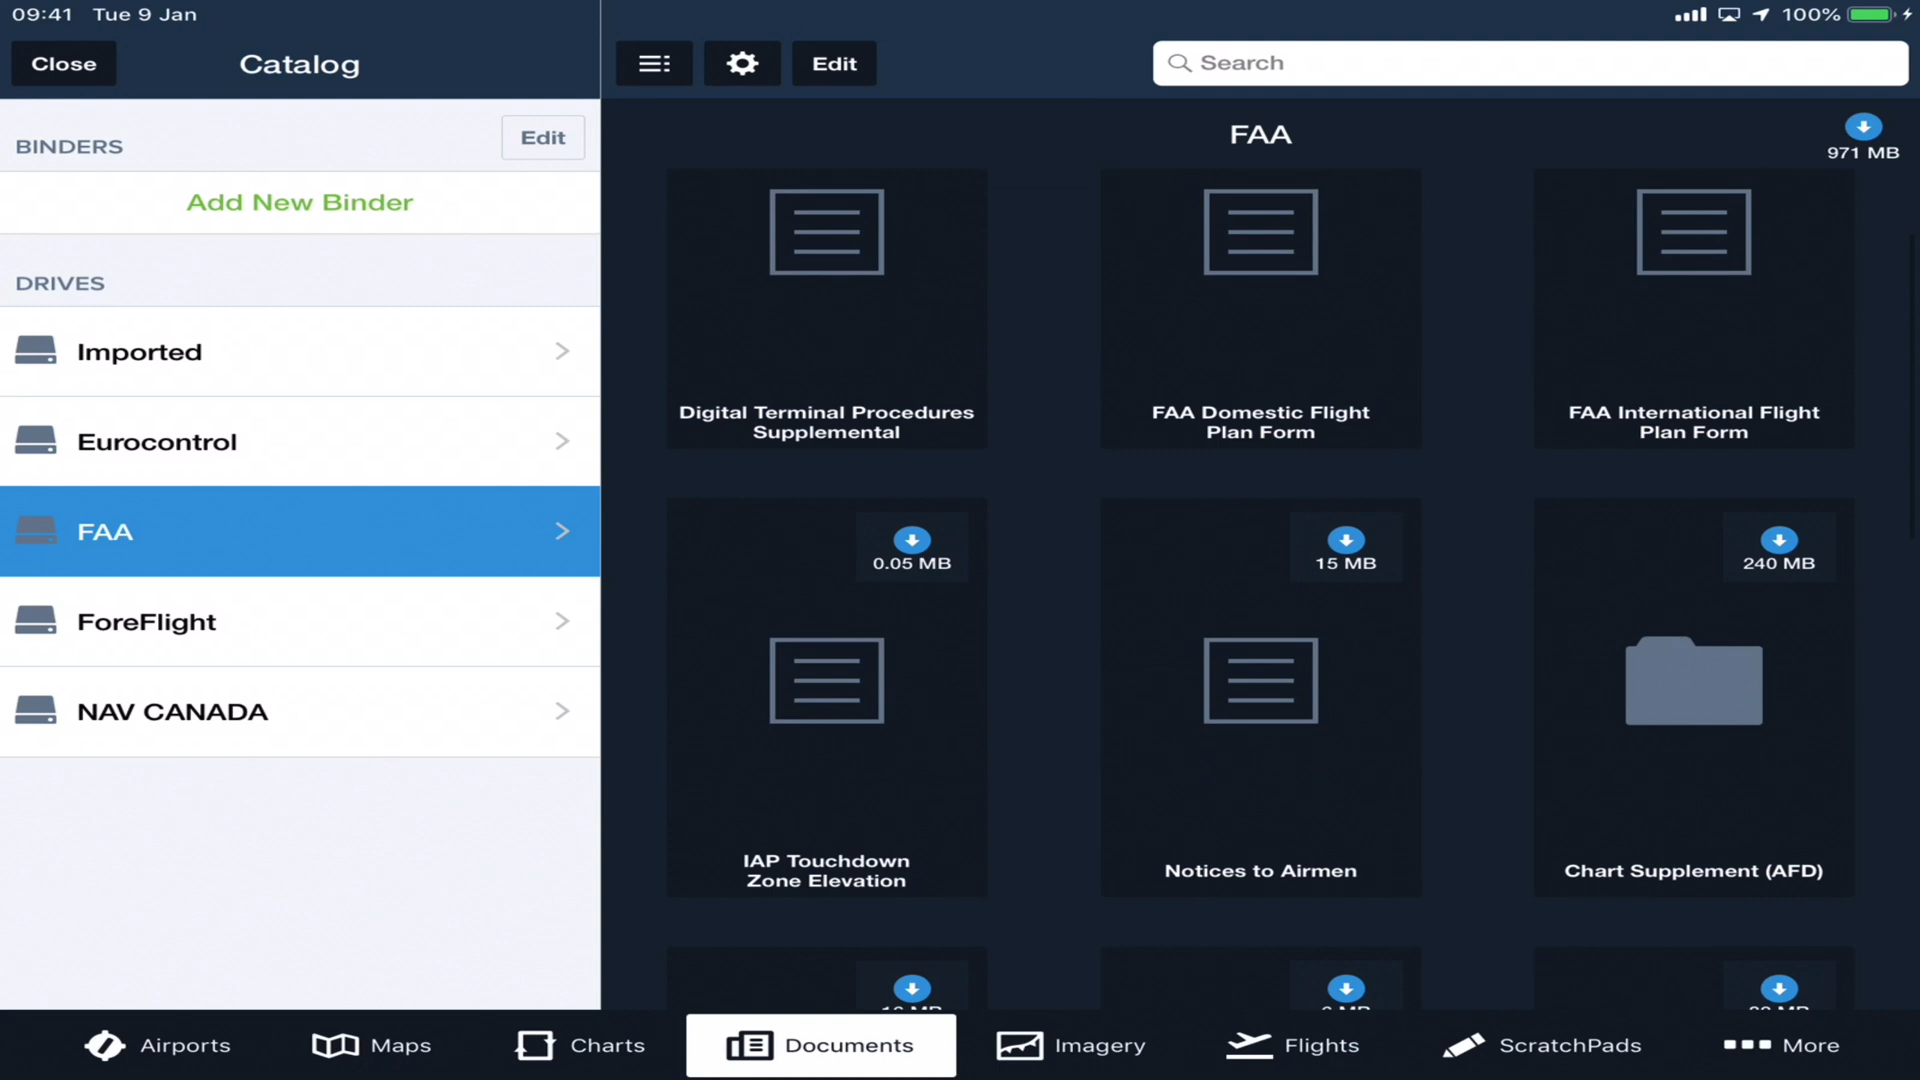 09:41 Tue 9 Jan
100%
Close
Catalog
Edit
Search
BINDERS
Edit
Add New Binder
DRIVES
Imported
Eurocontrol
FAA
ForeFlight
NAV CANADA
FAA
971 MB
Digital Terminal Procedures
Supplemental
FAA Domestic Flight
Plan Form
FAA International Flight
Plan Form
0.05 MB
15 MB
240 MB
IAP Touchdown
Zone Elevation
Notices to Airmen
Chart Supplement (AFD)
Airports
Maps
Charts
Documents
Imagery
Flights
ScratchPads
More